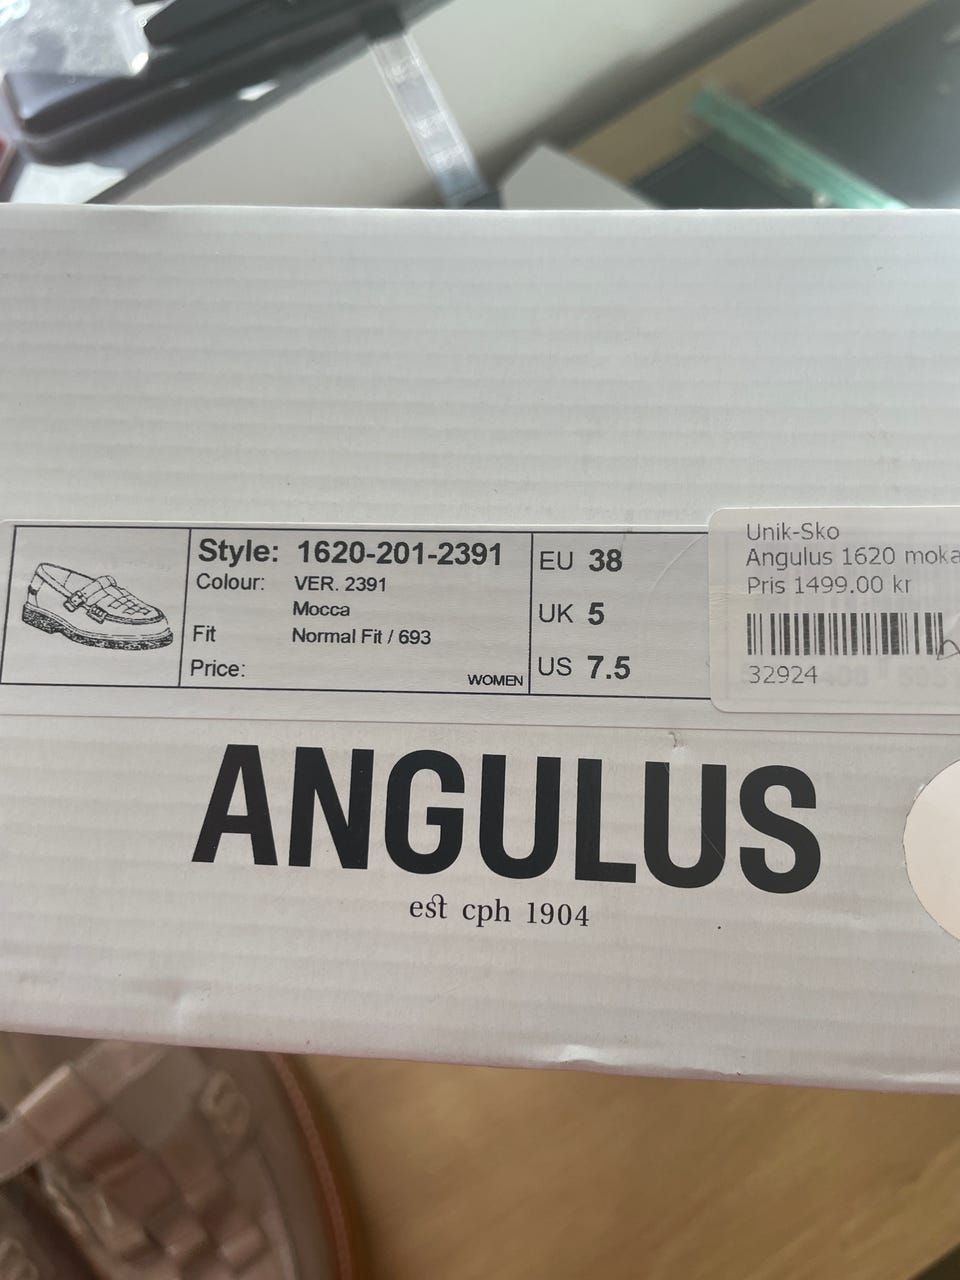 Style: 1620-201-2391
Colour: VER. 2391
Mocca
Fit Normal Fit / 693
Price:
WOMEN
EU 38
UK 5
US 7.5
Unik-Sko
Angulus 1620 moka
Pris 1499.00 kr
32924
ANGULUS
est cph 1904